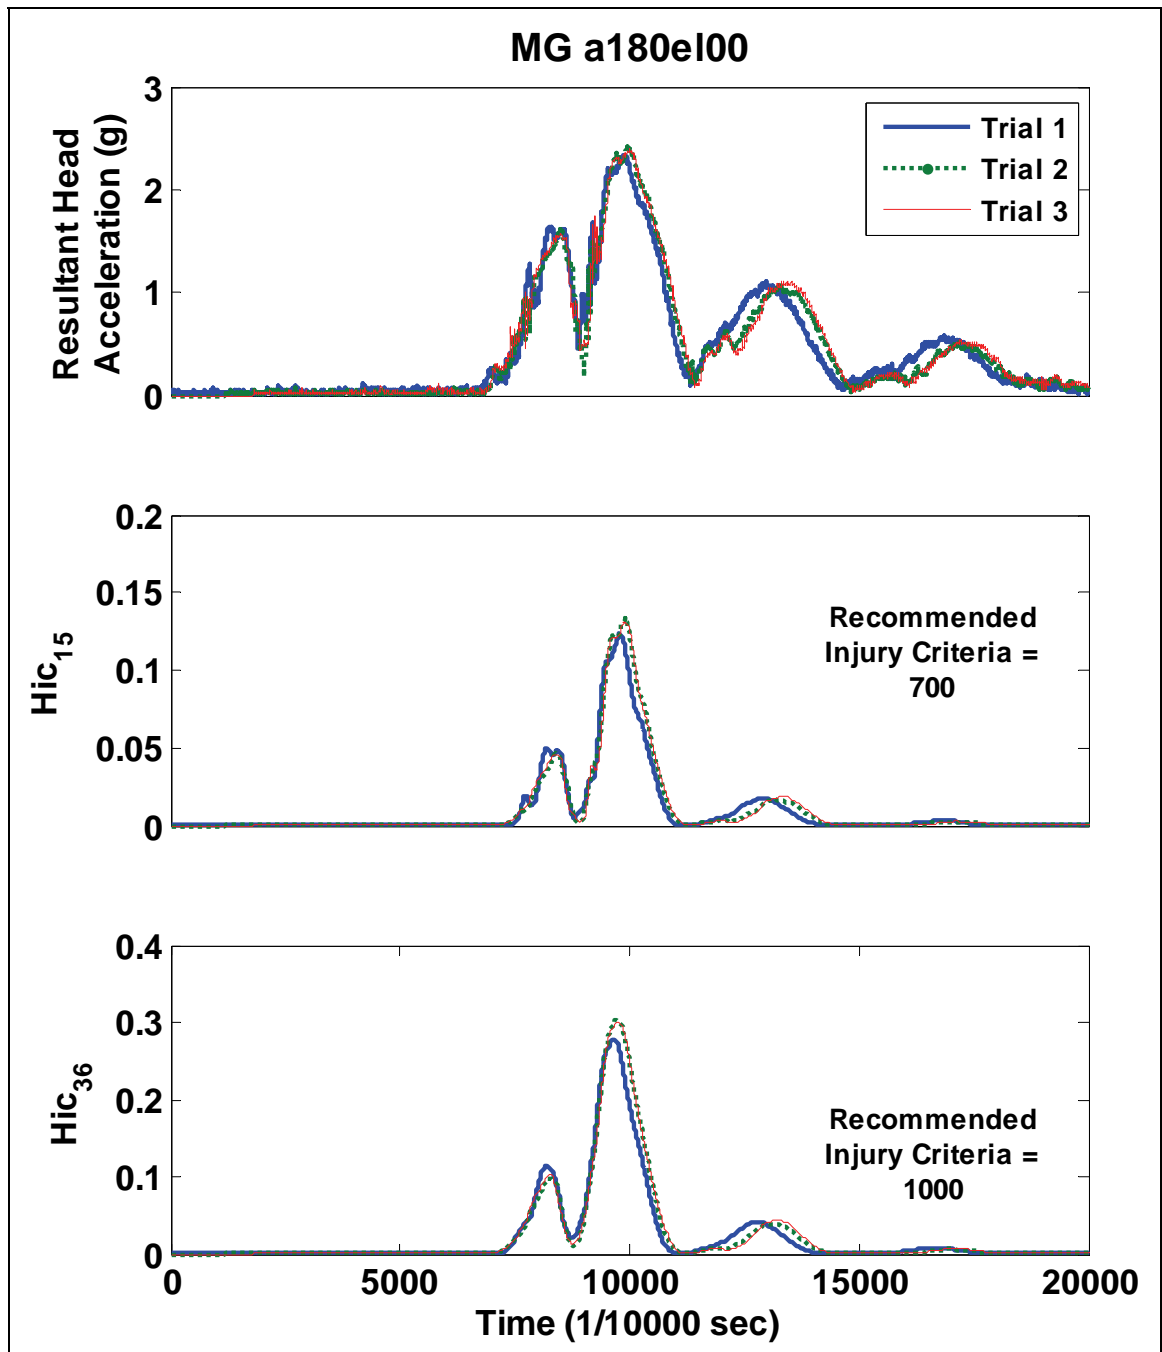 MG a180el00
Resultant Head
Acceleration (g)
3
2
1
0
Trial 1
Trial 2
Trial 3
Hic15
0.2
0.15
0.1
0.05
0
Recommended
Injury Criteria =
700
Hic36
0.4
0.3
0.2
0.1
0
Recommended
Injury Criteria =
1000
0 5000 10000 15000 20000
Time (1/10000 sec)